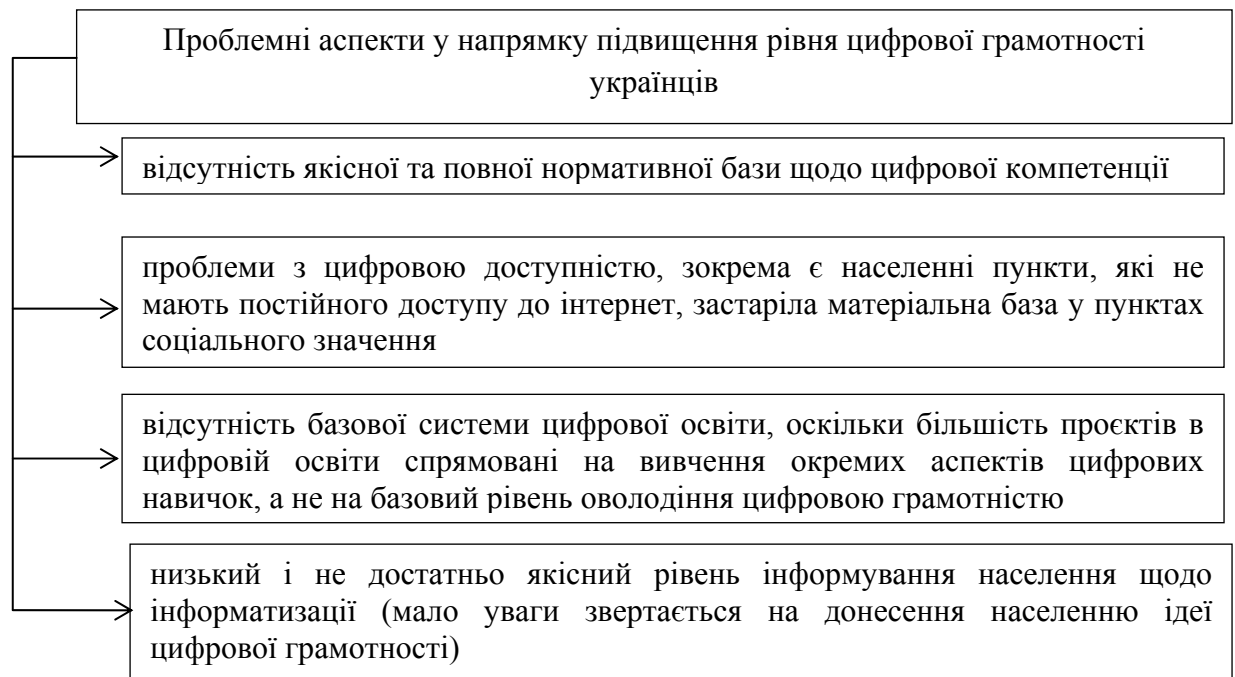 Проблемні аспекти у напрямку підвищення рівня цифрової грамотності
українців
відсутність якісної та повної нормативної бази щодо цифрової компетенції
проблеми з цифровою доступністю, зокрема є населенні пункти, які не
мають постійного доступу до інтернет, застаріла матеріальна база у пунктах
соціального значення
відсутність базової системи цифрової освіти, оскільки більшість проєктів в
цифровій освіти спрямовані на вивчення окремих аспектів цифрових
навичок, а не на базовий рівень оволодіння цифровою грамотністю
низький і не достатньо якісний рівень інформування населення щодо
інформатизації (мало уваги звертається на донесення населенню ідеї
цифрової грамотності)